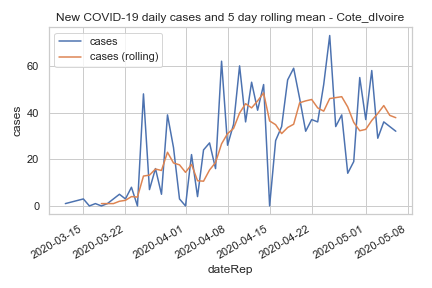 New COVID-19 daily cases and 5 day rolling mean - Cote_dIvoire
cases
cases (rolling)
60
40
20
0
cases
2020-03-15
2020-03-22
2020-04-01
2020-04-08
2020-04-15
2020-04-22
2020-05-01
2020-05-08
dateRep